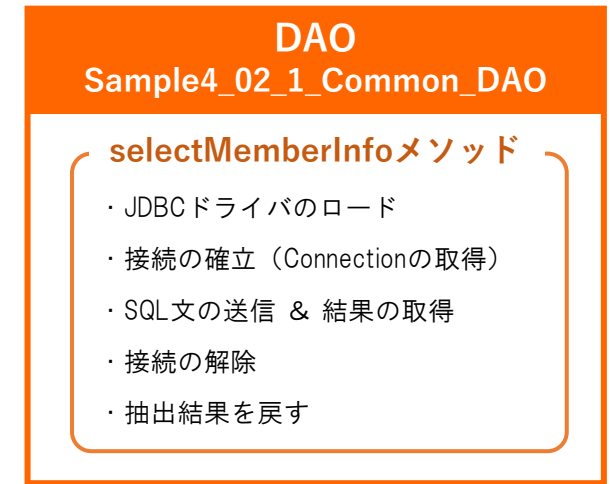 DAO
Sample4_02_1_Common_DAO
selectMemberInfoメソッド
・JDBCドライバのロード
・接続の確立（Connectionの取得）
・SQL文の送信 ＆ 結果の取得
・接続の解除
・抽出結果を戻す